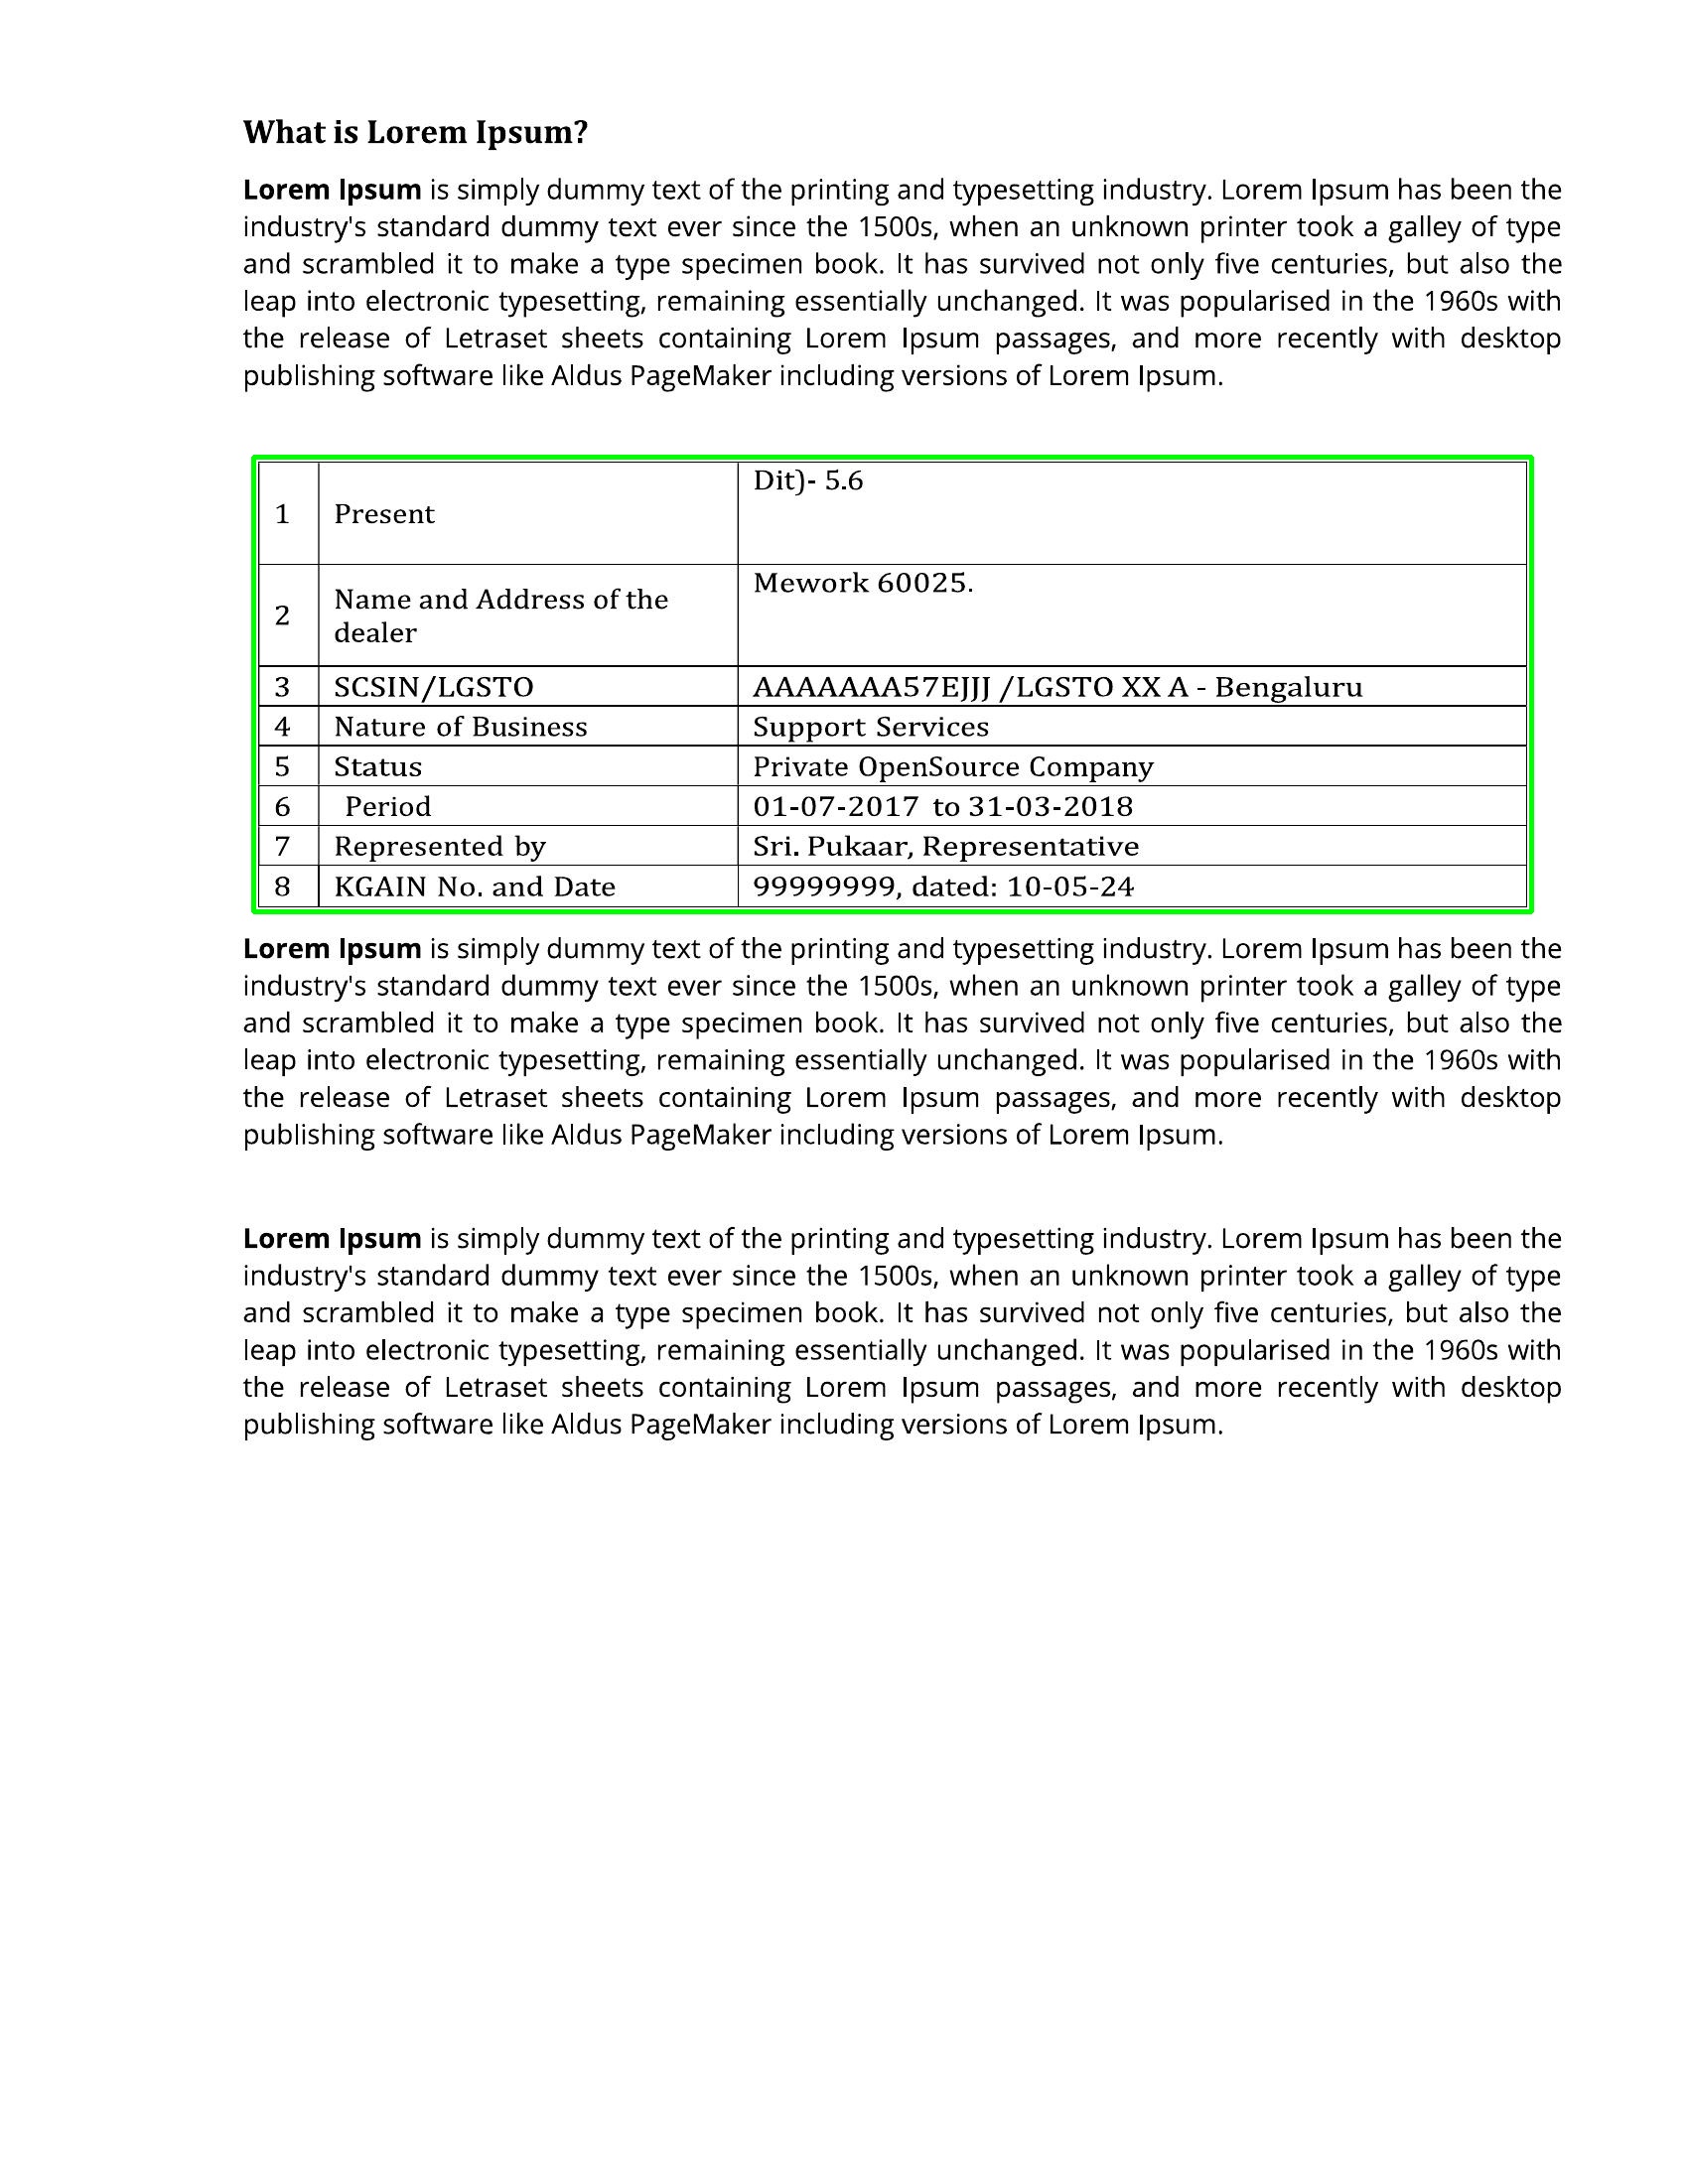 What is Lorem Ipsum?
Lorem Ipsum is simply dummy text of the printing and typesetting industry. Lorem Ipsum has been the
industry's standard dummy text ever since the 1500s, when an unknown printer took a galley of type
and scrambled it to make a type specimen book. It has survived not only five centuries, but also the
leap into electronic typesetting, remaining essentially unchanged. It was popularised in the 1960s with
the release of Letraset sheets containing Lorem Ipsum passages, and more recently with desktop
publishing software like Aldus PageMaker including versions of Lorem Ipsum.
1 Present Dit)- 5.6
2 Name and Address of the dealer Mework 60025.
3 SCSIN/LGSTO AAAAAAA57EJJJ /LGSTO XX A - Bengaluru
4 Nature of Business Support Services
5 Status Private OpenSource Company
6 Period 01-07-2017 to 31-03-2018
7 Represented by Sri. Pukaar, Representative
8 KGAIN No. and Date 99999999, dated: 10-05-24
Lorem Ipsum is simply dummy text of the printing and typesetting industry. Lorem Ipsum has been the
industry's standard dummy text ever since the 1500s, when an unknown printer took a galley of type
and scrambled it to make a type specimen book. It has survived not only five centuries, but also the
leap into electronic typesetting, remaining essentially unchanged. It was popularised in the 1960s with
the release of Letraset sheets containing Lorem Ipsum passages, and more recently with desktop
publishing software like Aldus PageMaker including versions of Lorem Ipsum.
Lorem Ipsum is simply dummy text of the printing and typesetting industry. Lorem Ipsum has been the
industry's standard dummy text ever since the 1500s, when an unknown printer took a galley of type
and scrambled it to make a type specimen book. It has survived not only five centuries, but also the
leap into electronic typesetting, remaining essentially unchanged. It was popularised in the 1960s with
the release of Letraset sheets containing Lorem Ipsum passages, and more recently with desktop
publishing software like Aldus PageMaker including versions of Lorem Ipsum.